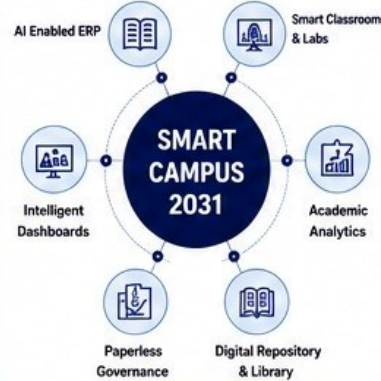 AI Enabled ERP
Smart Classroom
& Labs
SMART
CAMPUS
2031
Intelligent
Dashboards
Academic
Analytics
Paperless
Governance
Digital Repository
& Library